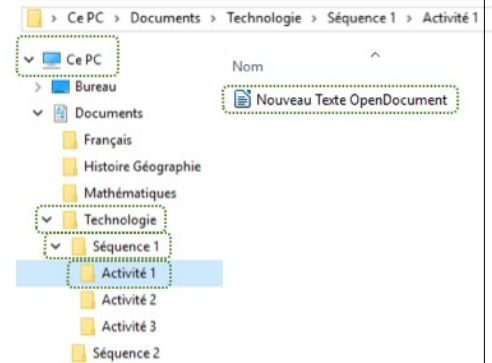 > Ce PC > Documents > Technologie > Séquence 1 > Activité 1
Ce PC
Nom
Bureau
Nouveau Texte OpenDocument
Documents
Français
Histoire Géographie
Mathématiques
Technologie
Séquence 1
Activité 1
Activité 2
Activité 3
Séquence 2